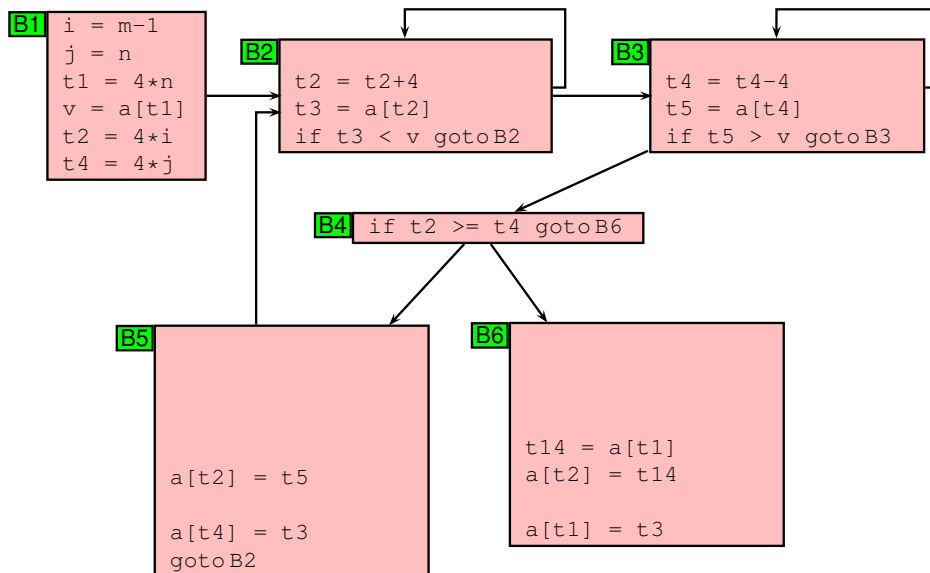 B1
i = m-1
j = n
t1 = 4*n
v = a[t1]
t2 = 4*i
t4 = 4*j
B2
t2 = t2+4
t3 = a[t2]
if t3 < v goto B2
B3
t4 = t4-4
t5 = a[t4]
if t5 > v goto B3
B4
if t2 >= t4 goto B6
B5
a[t2] = t5
a[t4] = t3
goto B2
B6
t14 = a[t1]
a[t2] = t14
a[t1] = t3